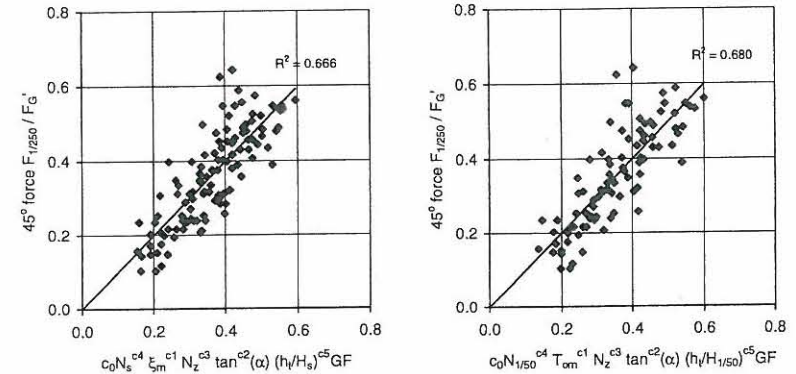 0.8
0.6
0.4
0.2
0.0
45° force F1/250 / FG'
R² = 0.666
0.0 0.2 0.4 0.6 0.8
c0Ns^c4 ξm^c1 Nz^c3 tan^c2(α) (ht/Hs)^c5GF
0.8
0.6
0.4
0.2
0.0
45° force F1/250 / FG'
R² = 0.680
0.0 0.2 0.4 0.6 0.8
c0N1/50^c4 Tom^c1 Nz^c3 tan^c2(α) (ht/H1/50)^c5GF